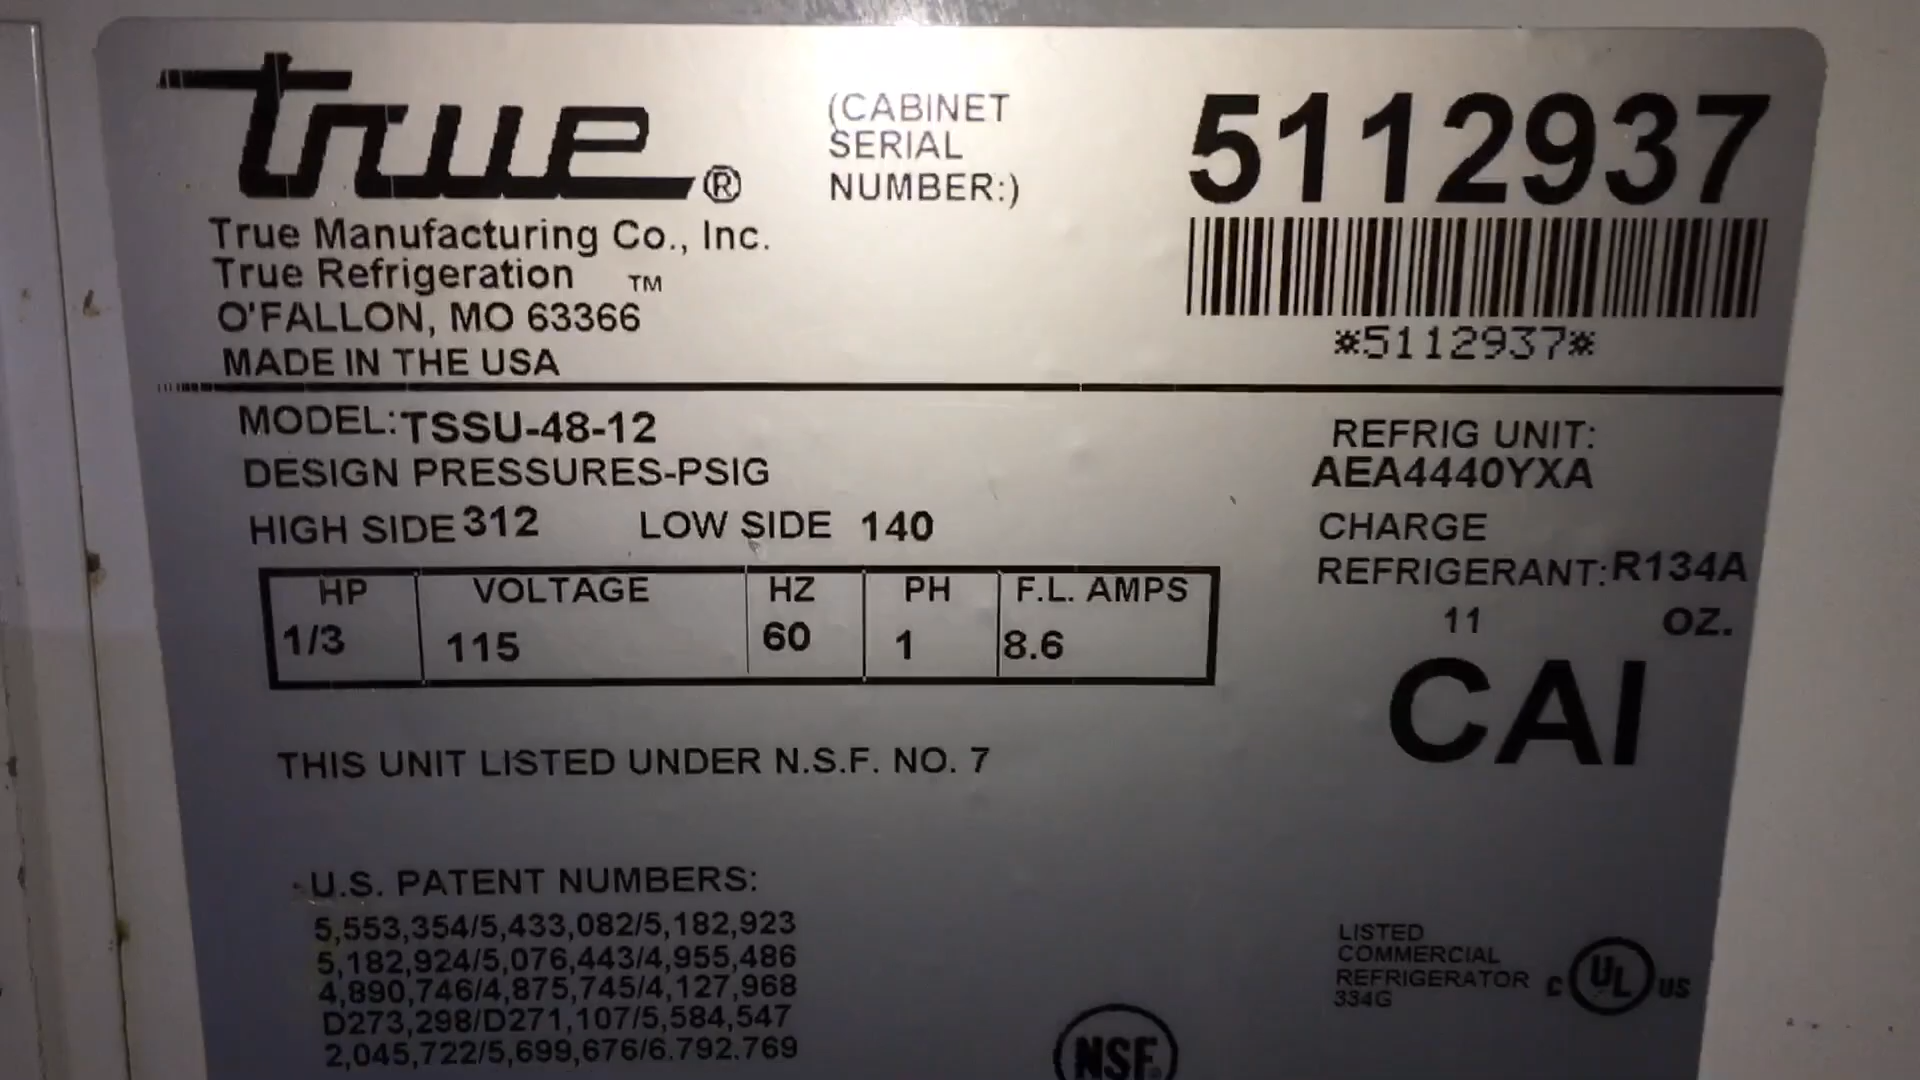 true®
(CABINET
SERIAL
NUMBER:)
5112937
*5112937*
True Manufacturing Co., Inc.
True Refrigeration TM
O'FALLON, MO 63366
MADE IN THE USA
MODEL: TSSU-48-12
DESIGN PRESSURES-PSIG
HIGH SIDE 312 LOW SIDE 140
REFRIG UNIT:
AEA4440YXA
CHARGE
REFRIGERANT: R134A
11 OZ.
CAI
HP VOLTAGE HZ PH F.L. AMPS
1/3 115 60 1 8.6
THIS UNIT LISTED UNDER N.S.F. NO. 7
U.S. PATENT NUMBERS:
5,553,354/5,433,082/5,182,923
5,182,924/5,076,443/4,955,486
4,890,746/4,875,745/4,127,968
D273,298/D271,107/5,584,547
2,045,722/5,699,676/6.792.769
LISTED
COMMERCIAL
REFRIGERATOR
334G
C UL US
NSF